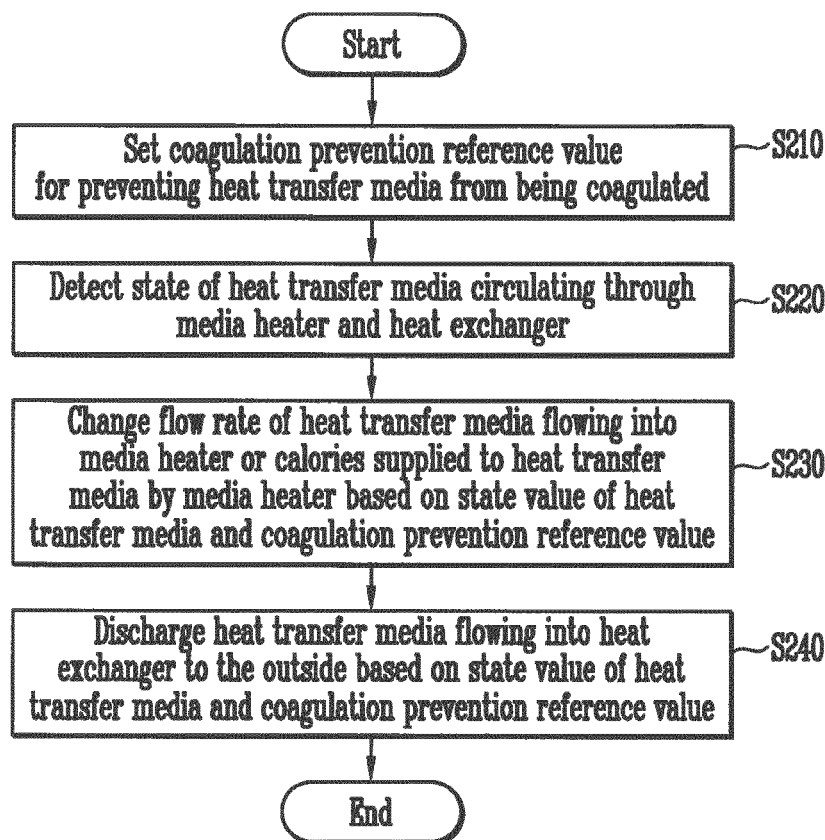 Start
Set coagulation prevention reference value
for preventing heat transfer media from being coagulated
S210
Detect state of heat transfer media circulating through
media heater and heat exchanger
S220
Change flow rate of heat transfer media flowing into
media heater or calories supplied to heat transfer
media by media heater based on state value of heat
transfer media and coagulation prevention reference value
S230
Discharge heat transfer media flowing into heat
exchanger to the outside based on state value of heat
transfer media and coagulation prevention reference value
S240
End